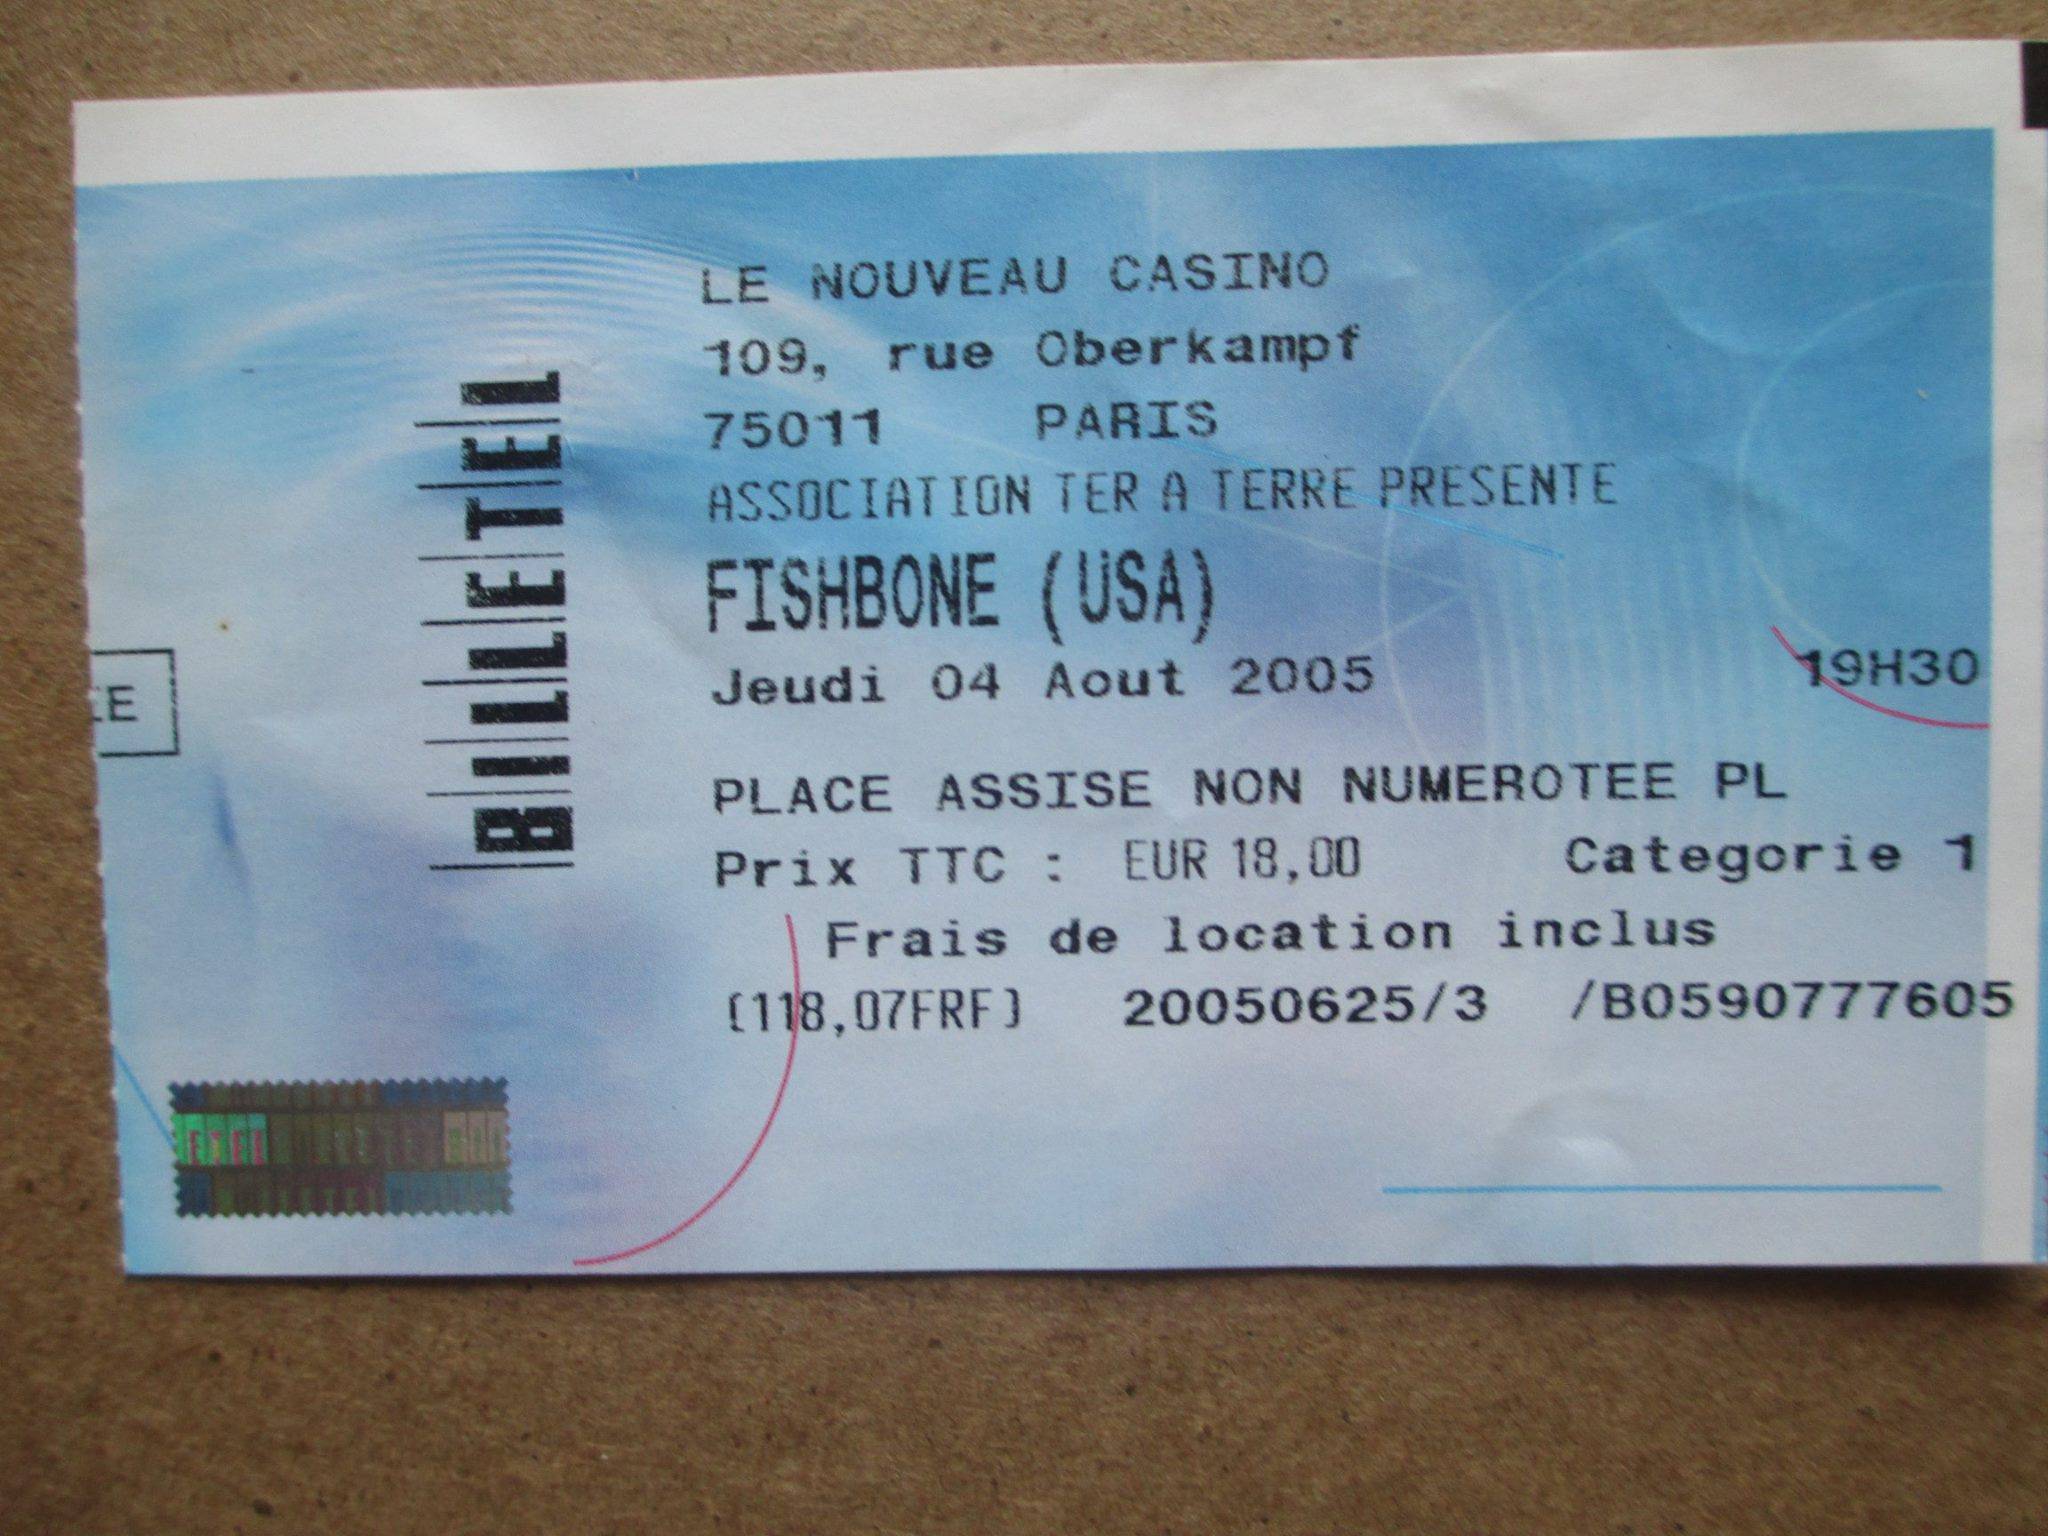 LE NOUVEAU CASINO
109, rue Oberkampf
75011 PARIS
ASSOCIATION TER A TERRE PRESENTE
FISHBONE (USA)
Jeudi 04 Aout 2005 19H30
PLACE ASSISE NON NUMEROTEE PL
Prix TTC : EUR 18,00 Categorie 1
Frais de location inclus
(118,07FRF) 20050625/3 /B0590777605
BILLETEL
EE